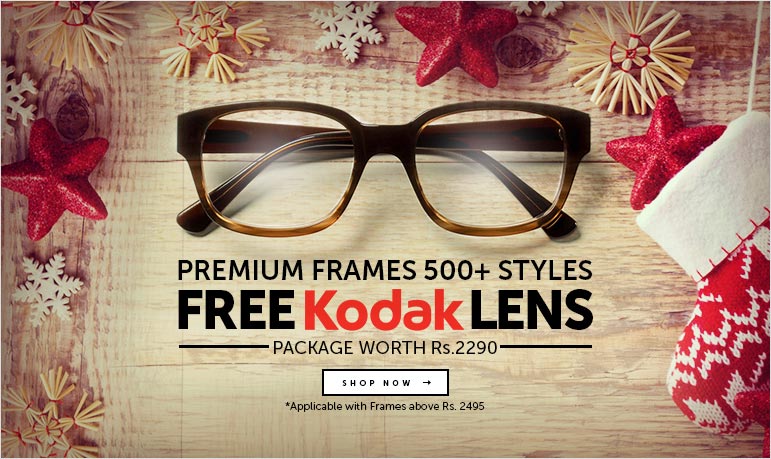 PREMIUM FRAMES 500+ STYLES
FREE Kodak LENS
PACKAGE WORTH Rs.2290
SHOP NOW →
*Applicable with Frames above Rs. 2495